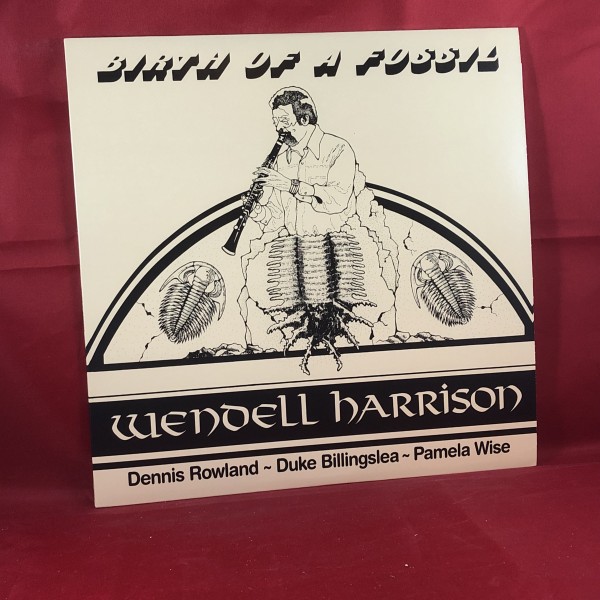 BIRTH OF A FOSSIL
WENDELL HARRISON
Dennis Rowland ~ Duke Billingslea ~ Pamela Wise